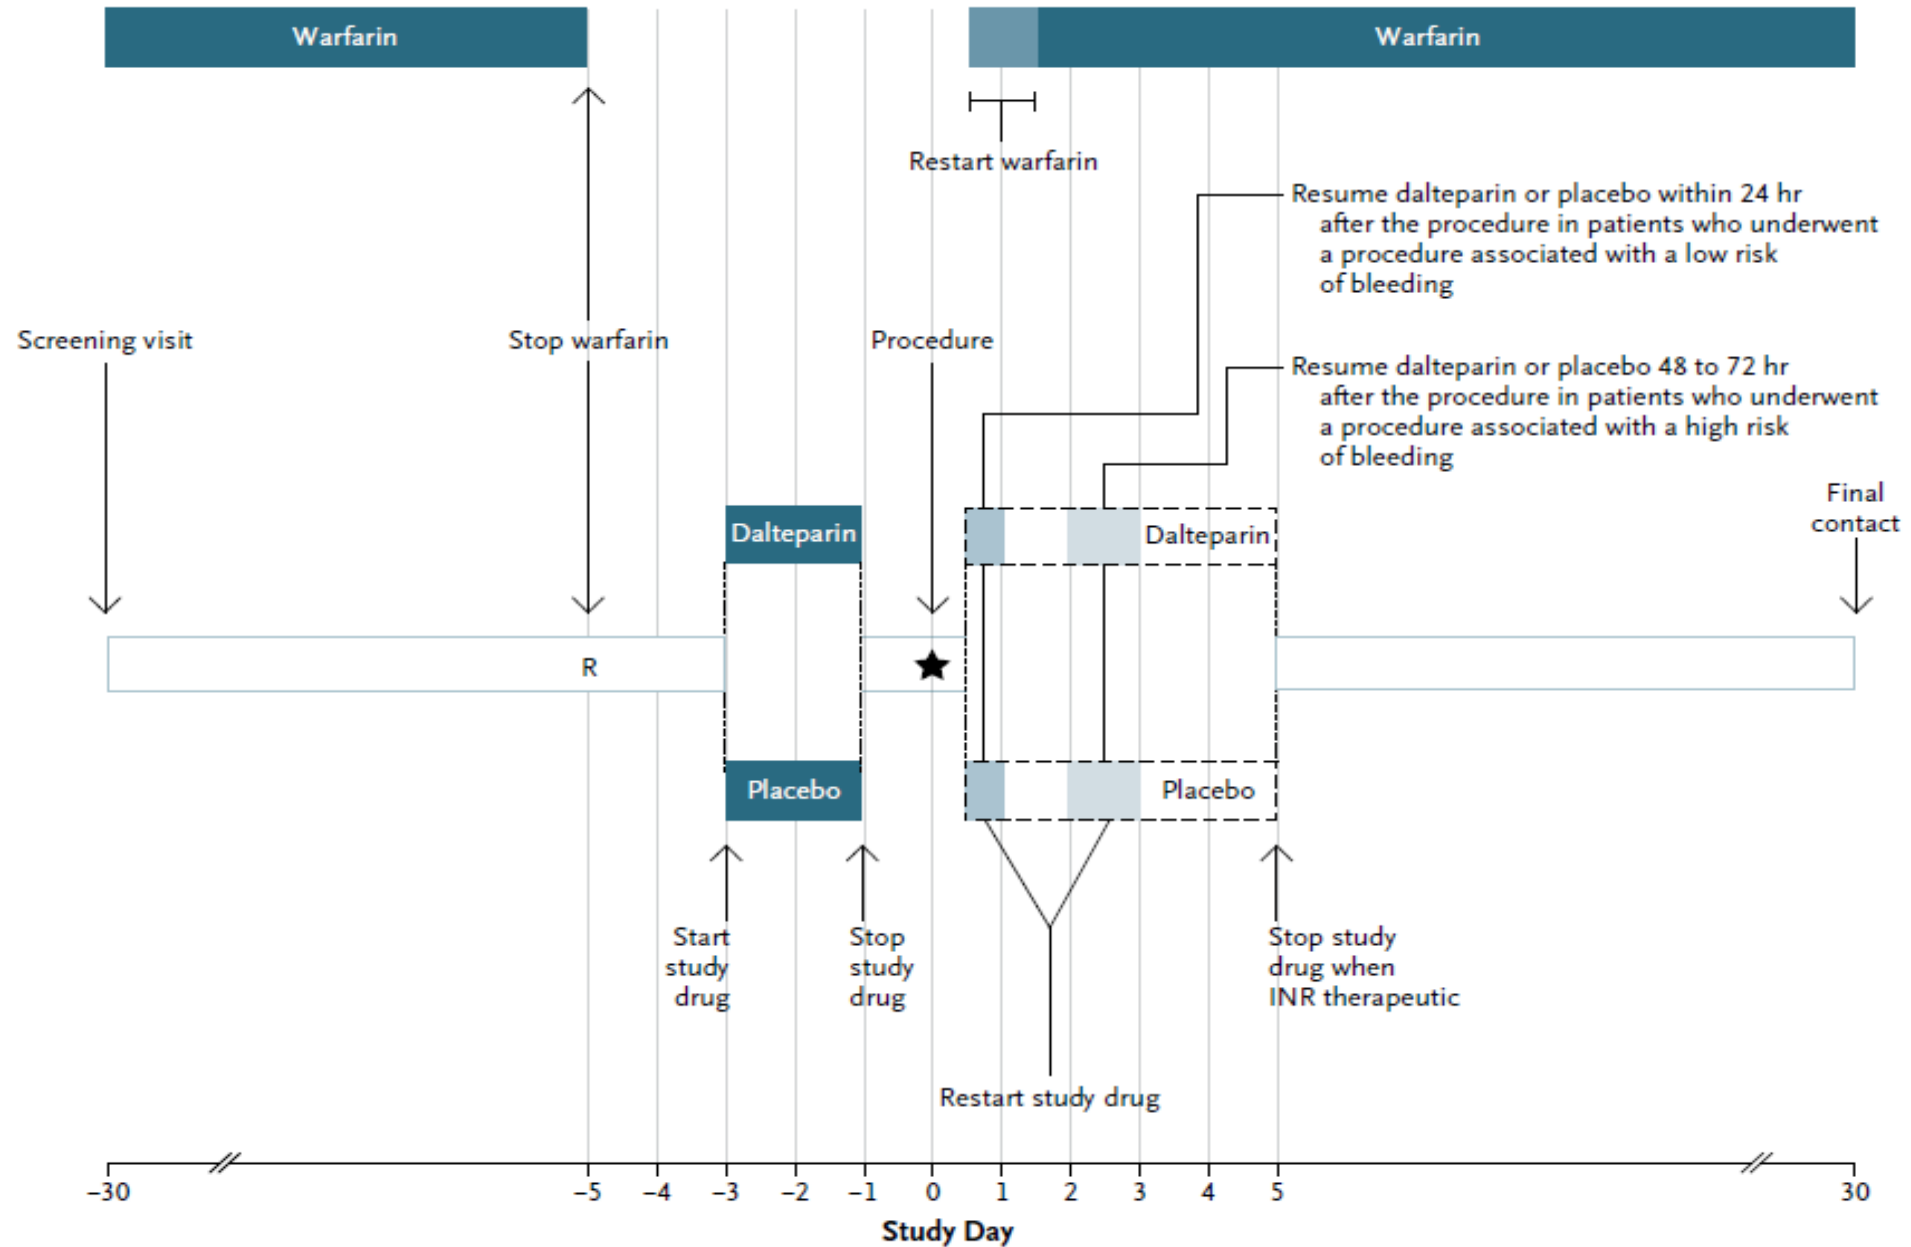 Warfarin
Warfarin
Restart warfarin
Resume dalteparin or placebo within 24 hr
after the procedure in patients who underwent
a procedure associated with a low risk
of bleeding
Screening visit
Stop warfarin
Procedure
Resume dalteparin or placebo 48 to 72 hr
after the procedure in patients who underwent
a procedure associated with a high risk
of bleeding
Final
contact
Dalteparin
Dalteparin
R
Placebo
Placebo
Start
study
drug
Stop
study
drug
Stop study
drug when
INR therapeutic
Restart study drug
–30 –5 –4 –3 –2 –1 0 1 2 3 4 5 30
Study Day